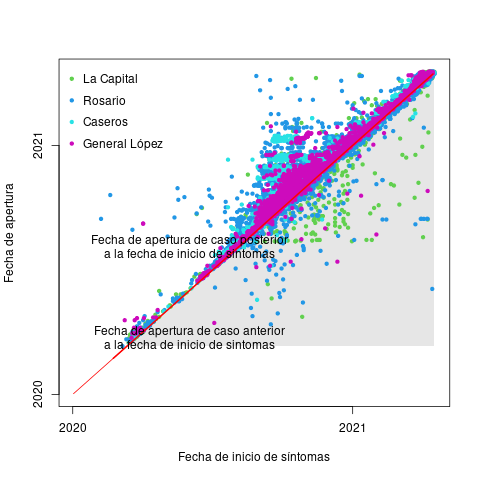 La Capital
Rosario
Caseros
General López
Fecha de apertura de caso posterior
a la fecha de inicio de síntomas
Fecha de apertura de caso anterior
a la fecha de inicio de sintomas
2021
2020
Fecha de apertura
2020
2021
Fecha de inicio de síntomas